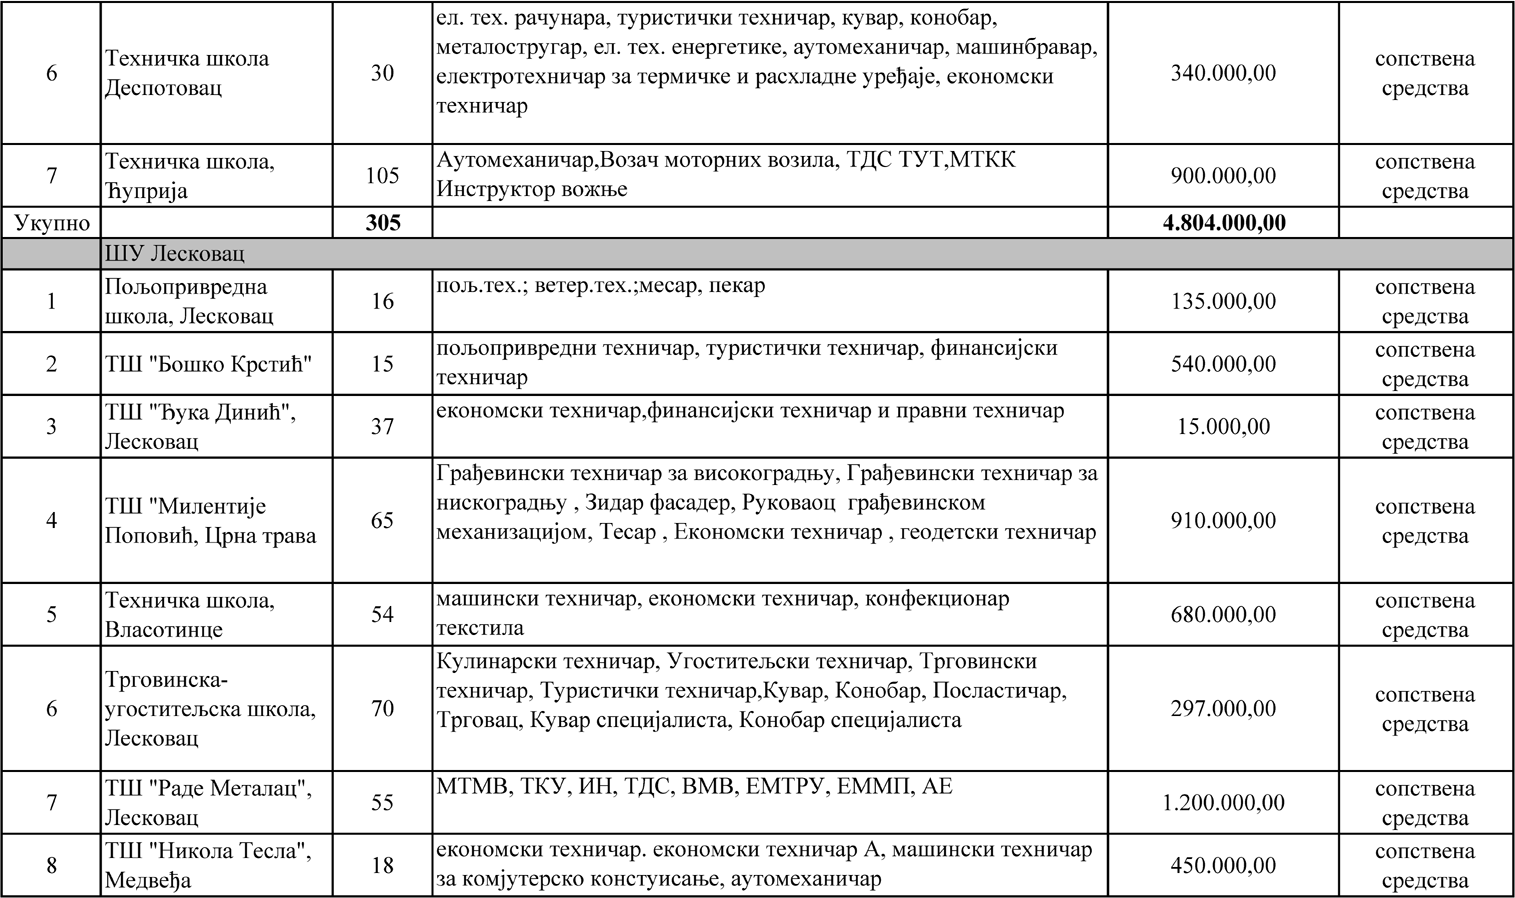 ел. тех. рачунара, туристички техничар, кувар, конобар,
металостругар, ел. тех. енергетике, аутомеханичар, машинбравар,
електротехничар за термичке и расхладне уређаје, економски
техничар
6
Техничка школа
Деспотовац
30
340.000,00
сопствена
средства
7
Техничка школа,
Ћуприја
105
Аутомеханичар,Возач моторних возила, ТДС ТУТ,МТКК
Инструктор вожње
900.000,00
сопствена
средства
Укупно 305 4.804.000,00
ШУ Лесковац
1
Пољопривредна
школа, Лесковац
16
пољ.тех.; ветер.тех.;месар, пекар
135.000,00
сопствена
средства
2
ТШ "Бошко Крстић"
15
пољопривредни техничар, туристички техничар, финансијски
техничар
540.000,00
сопствена
средства
3
ТШ "Ђука Динић",
Лесковац
37
економски техничар,финансијски техничар и правни техничар
15.000,00
сопствена
средства
4
ТШ "Милентије
Поповић, Црна трава
65
Грађевински техничар за високоградњу, Грађевински техничар за
нискоградњу , Зидар фасадер, Руковаоц грађевинском
механизацијом, Тесар , Економски техничар , геодетски техничар
910.000,00
сопствена
средства
5
Техничка школа,
Власотинце
54
машински техничар, економски техничар, конфекционар
текстила
680.000,00
сопствена
средства
6
Трговинска-
угоститељска школа,
Лесковац
70
Кулинарски техничар, Угоститељски техничар, Трговински
техничар, Туристички техничар,Кувар, Конобар, Посластичар,
Трговац, Кувар специјалиста, Конобар специјалиста
297.000,00
сопствена
средства
7
ТШ "Раде Металац",
Лесковац
55
МТМВ, ТКУ, ИН, ТДС, ВМВ, ЕМТРУ, ЕММП, АЕ
1.200.000,00
сопствена
средства
8
ТШ "Никола Тесла",
Медвеђа
18
економски техничар. економски техничар А, машински техничар
за комјутерско констуисање, аутомеханичар
450.000,00
сопствена
средства